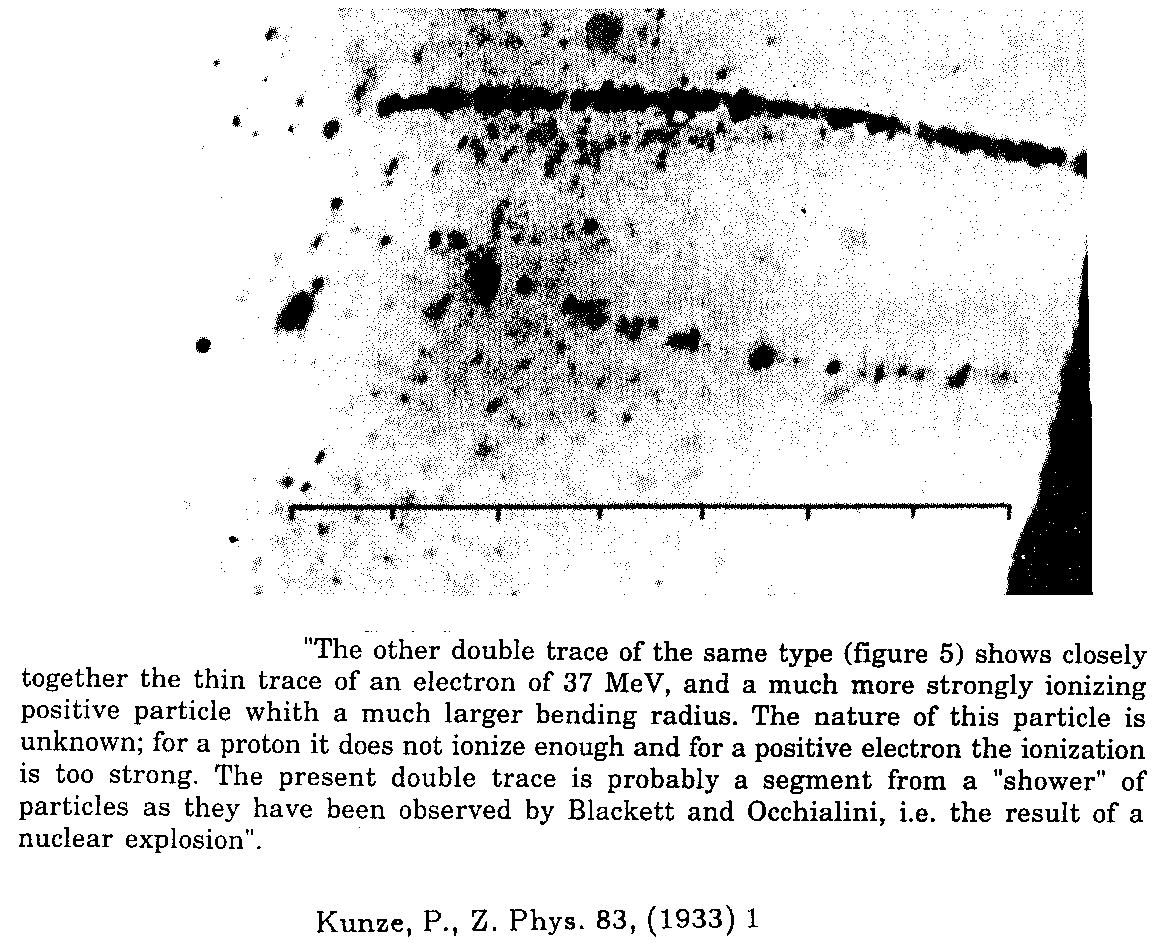 "The other double trace of the same type (figure 5) shows closely
together the thin trace of an electron of 37 MeV, and a much more strongly ionizing
positive particle whith a much larger bending radius. The nature of this particle is
unknown; for a proton it does not ionize enough and for a positive electron the ionization
is too strong. The present double trace is probably a segment from a "shower" of
particles as they have been observed by Blackett and Occhialini, i.e. the result of a
nuclear explosion".
Kunze, P., Z. Phys. 83, (1933) 1